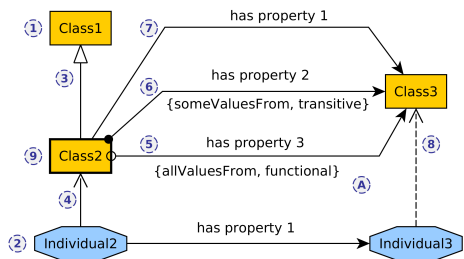 has property 1
1
Class1
7
has property 2
3
6
Class3
{someValuesFrom, transitive}
has property 3
5
8
9
Class2
{allValuesFrom, functional}
A
4
has property 1
2
Individual2
Individual3